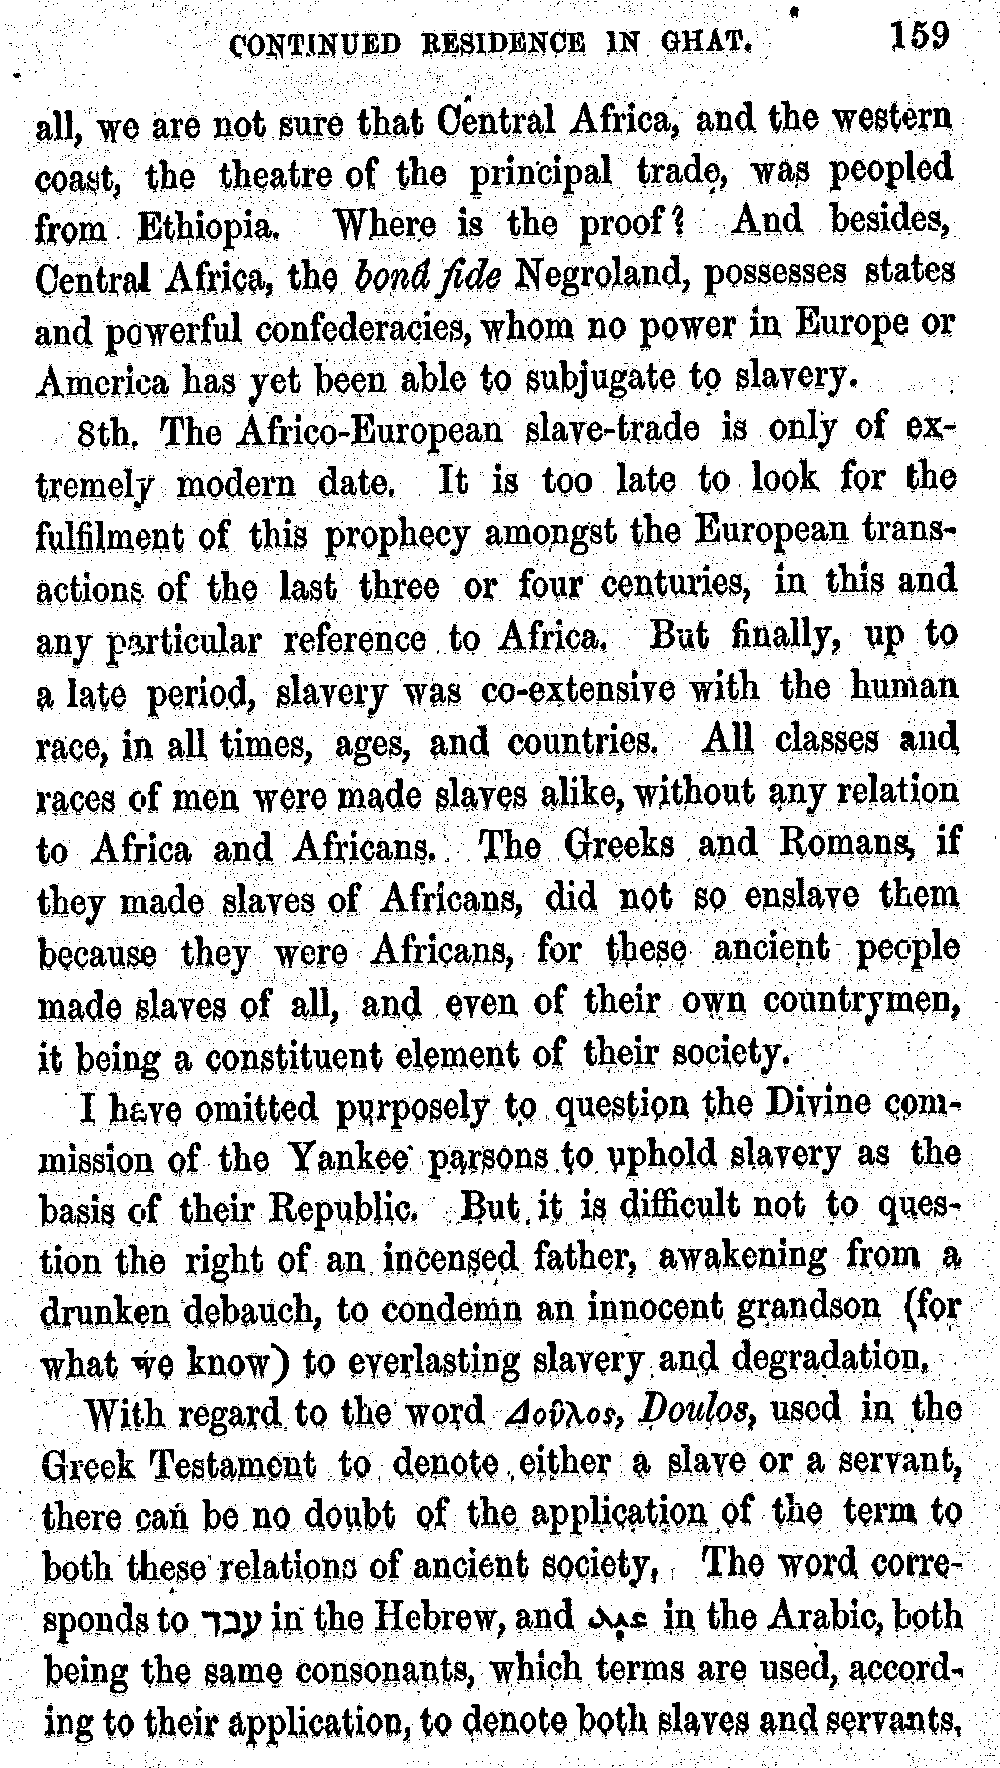 CONTINUED RESIDENCE IN GHAT. 159
all, we are not sure that Central Africa, and the western
coast, the theatre of the principal trade, was peopled
from Ethiopia. Where is the proof? And besides,
Central Africa, the bonâ fide Negroland, possesses states
and powerful confederacies, whom no power in Europe or
America has yet been able to subjugate to slavery.
8th. The Africo-European slave-trade is only of ex-
tremely modern date. It is too late to look for the
fulfilment of this prophecy amongst the European trans-
actions of the last three or four centuries, in this and
any particular reference to Africa. But finally, up to
a late period, slavery was co-extensive with the human
race, in all times, ages, and countries. All classes and
races of men were made slaves alike, without any relation
to Africa and Africans. The Greeks and Romans, if
they made slaves of Africans, did not so enslave them
because they were Africans, for these ancient people
made slaves of all, and even of their own countrymen,
it being a constituent element of their society.
I have omitted purposely to question the Divine com-
mission of the Yankee parsons to uphold slavery as the
basis of their Republic. But it is difficult not to ques-
tion the right of an incensed father, awakening from a
drunken debauch, to condemn an innocent grandson (for
what we know) to everlasting slavery and degradation.
With regard to the word Δοῦλος, Doulos, used in the
Greek Testament to denote either a slave or a servant,
there can be no doubt of the application of the term to
both these relations of ancient society. The word corre-
sponds to עבד in the Hebrew, and عبد in the Arabic, both
being the same consonants, which terms are used, accord-
ing to their application, to denote both slaves and servants,